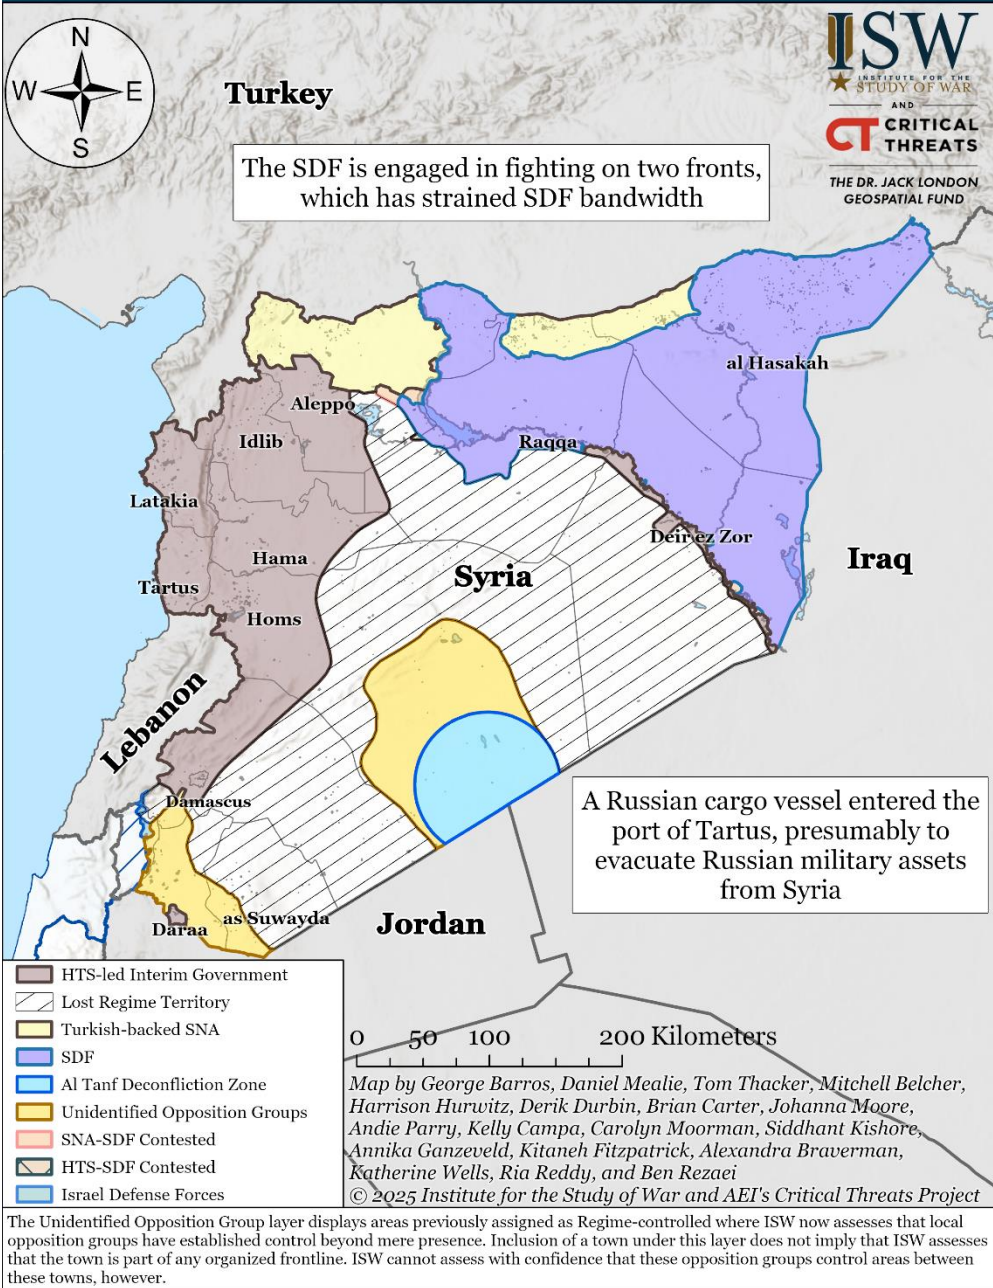 N
W
E
S
ISW
INSTITUTE FOR THE
STUDY OF WAR
AND
CT CRITICAL
THREATS
THE DR. JACK LONDON
GEOSPATIAL FUND
Turkey
The SDF is engaged in fighting on two fronts,
which has strained SDF bandwidth
al Hasakah
Aleppo
Idlib
Raqqa
Latakia
Deir ez Zor
Hama
Iraq
Syria
Tartus
Homs
Lebanon
Damascus
A Russian cargo vessel entered the
port of Tartus, presumably to
evacuate Russian military assets
from Syria
as Suwayda
Daraa
Jordan
HTS-led Interim Government
Lost Regime Territory
Turkish-backed SNA
SDF
Al Tanf Deconfliction Zone
Unidentified Opposition Groups
SNA-SDF Contested
HTS-SDF Contested
Israel Defense Forces
0 50 100 200 Kilometers
Map by George Barros, Daniel Mealie, Tom Thacker, Mitchell Belcher,
Harrison Hurwitz, Derik Durbin, Brian Carter, Johanna Moore,
Andie Parry, Kelly Campa, Carolyn Moorman, Siddhant Kishore,
Annika Ganzeveld, Kitaneh Fitzpatrick, Alexandra Braverman,
Katherine Wells, Ria Reddy, and Ben Rezaei
© 2025 Institute for the Study of War and AEI's Critical Threats Project
The Unidentified Opposition Group layer displays areas previously assigned as Regime-controlled where ISW now assesses that local
opposition groups have established control beyond mere presence. Inclusion of a town under this layer does not imply that ISW assesses
that the town is part of any organized frontline. ISW cannot assess with confidence that these opposition groups control areas between
these towns, however.